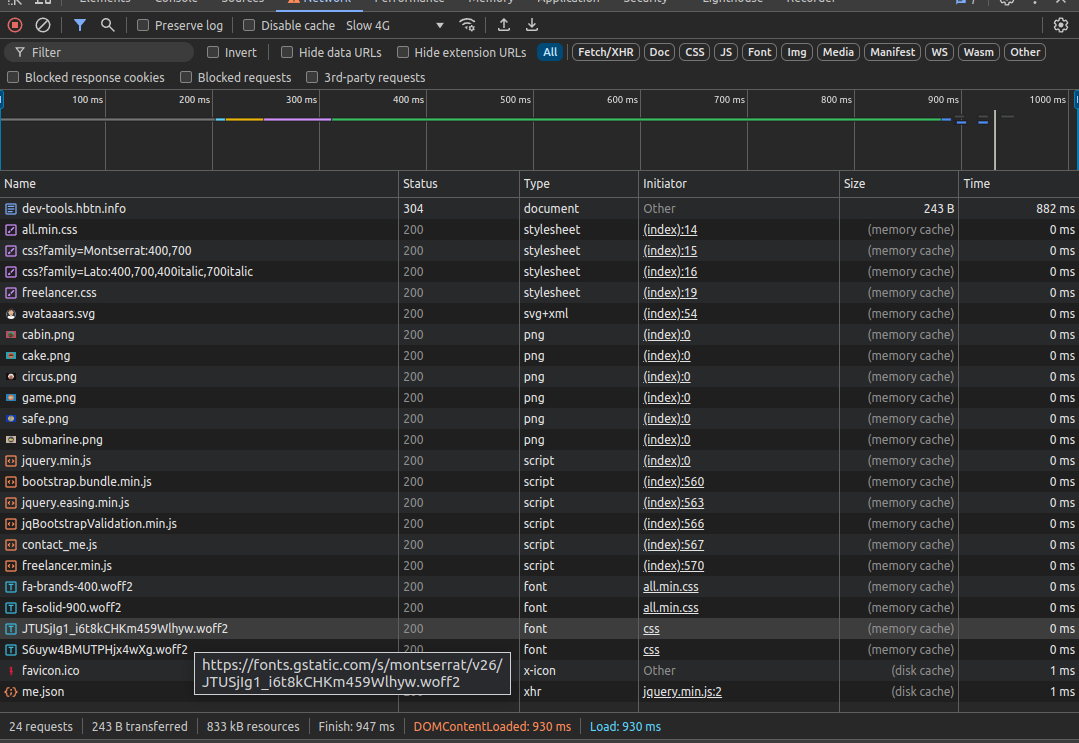 Elements Console Sources Network Performance Memory Application Security Lighthouse Recorder
Preserve log Disable cache Slow 4G
Filter Invert Hide data URLs Hide extension URLs All Fetch/XHR Doc CSS JS Font Img Media Manifest WS Wasm Other
Blocked response cookies Blocked requests 3rd-party requests
100 ms 200 ms 300 ms 400 ms 500 ms 600 ms 700 ms 800 ms 900 ms 1000 ms
Name Status Type Initiator Size Time
dev-tools.hbtn.info 304 document Other 243 B 882 ms
all.min.css 200 stylesheet (index):14 (memory cache) 0 ms
css?family=Montserrat:400,700 200 stylesheet (index):15 (memory cache) 0 ms
css?family=Lato:400,700,400italic,700italic 200 stylesheet (index):16 (memory cache) 0 ms
freelancer.css 200 stylesheet (index):19 (memory cache) 0 ms
avataaars.svg 200 svg+xml (index):54 (memory cache) 0 ms
cabin.png 200 png (index):0 (memory cache) 0 ms
cake.png 200 png (index):0 (memory cache) 0 ms
circus.png 200 png (index):0 (memory cache) 0 ms
game.png 200 png (index):0 (memory cache) 0 ms
safe.png 200 png (index):0 (memory cache) 0 ms
submarine.png 200 png (index):0 (memory cache) 0 ms
jquery.min.js 200 script (index):0 (memory cache) 0 ms
bootstrap.bundle.min.js 200 script (index):560 (memory cache) 0 ms
jquery.easing.min.js 200 script (index):563 (memory cache) 0 ms
jqBootstrapValidation.min.js 200 script (index):566 (memory cache) 0 ms
contact_me.js 200 script (index):567 (memory cache) 0 ms
freelancer.min.js 200 script (index):570 (memory cache) 0 ms
fa-brands-400.woff2 200 font all.min.css (memory cache) 0 ms
fa-solid-900.woff2 200 font all.min.css (memory cache) 0 ms
JTUSjIg1_i6t8kCHKm459Wlhyw.woff2 200 font css (memory cache) 0 ms
S6uyw4BMUTPHjx4wXg.woff2 200 font css (memory cache) 0 ms
favicon.ico x-icon Other (disk cache) 1 ms
me.json xhr jquery.min.js:2 (disk cache) 1 ms
https://fonts.gstatic.com/s/montserrat/v26/
JTUSjIg1_i6t8kCHKm459Wlhyw.woff2
24 requests 243 B transferred 833 kB resources Finish: 947 ms DOMContentLoaded: 930 ms Load: 930 ms